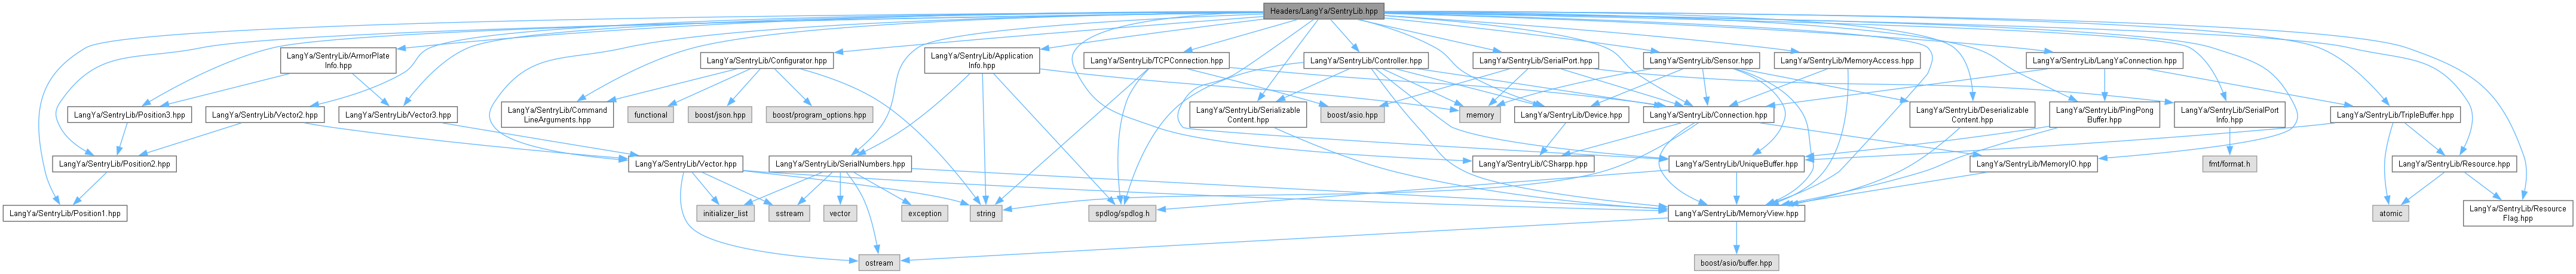 Headers/LangYa/SentryLib.hpp
LangYa/SentryLib/ArmorPlate
Info.hpp
LangYa/SentryLib/Configurator.hpp
LangYa/SentryLib/Application
Info.hpp
LangYa/SentryLib/TCPConnection.hpp
LangYa/SentryLib/Controller.hpp
LangYa/SentryLib/SerialPort.hpp
LangYa/SentryLib/Sensor.hpp
LangYa/SentryLib/MemoryAccess.hpp
LangYa/SentryLib/LangYaConnection.hpp
LangYa/SentryLib/Position3.hpp
LangYa/SentryLib/Vector2.hpp
LangYa/SentryLib/Vector3.hpp
LangYa/SentryLib/Command
LineArguments.hpp
functional
boost/json.hpp
boost/program_options.hpp
LangYa/SentryLib/Serializable
Content.hpp
boost/asio.hpp
memory
LangYa/SentryLib/Device.hpp
LangYa/SentryLib/Connection.hpp
LangYa/SentryLib/Deserializable
Content.hpp
LangYa/SentryLib/PingPong
Buffer.hpp
LangYa/SentryLib/SerialPort
Info.hpp
LangYa/SentryLib/TripleBuffer.hpp
LangYa/SentryLib/Position2.hpp
LangYa/SentryLib/Vector.hpp
LangYa/SentryLib/SerialNumbers.hpp
LangYa/SentryLib/CSharpp.hpp
LangYa/SentryLib/UniqueBuffer.hpp
LangYa/SentryLib/MemoryIO.hpp
fmt/format.h
LangYa/SentryLib/Resource.hpp
LangYa/SentryLib/Position1.hpp
initializer_list
sstream
vector
exception
string
spdlog/spdlog.h
LangYa/SentryLib/MemoryView.hpp
atomic
LangYa/SentryLib/Resource
Flag.hpp
ostream
boost/asio/buffer.hpp